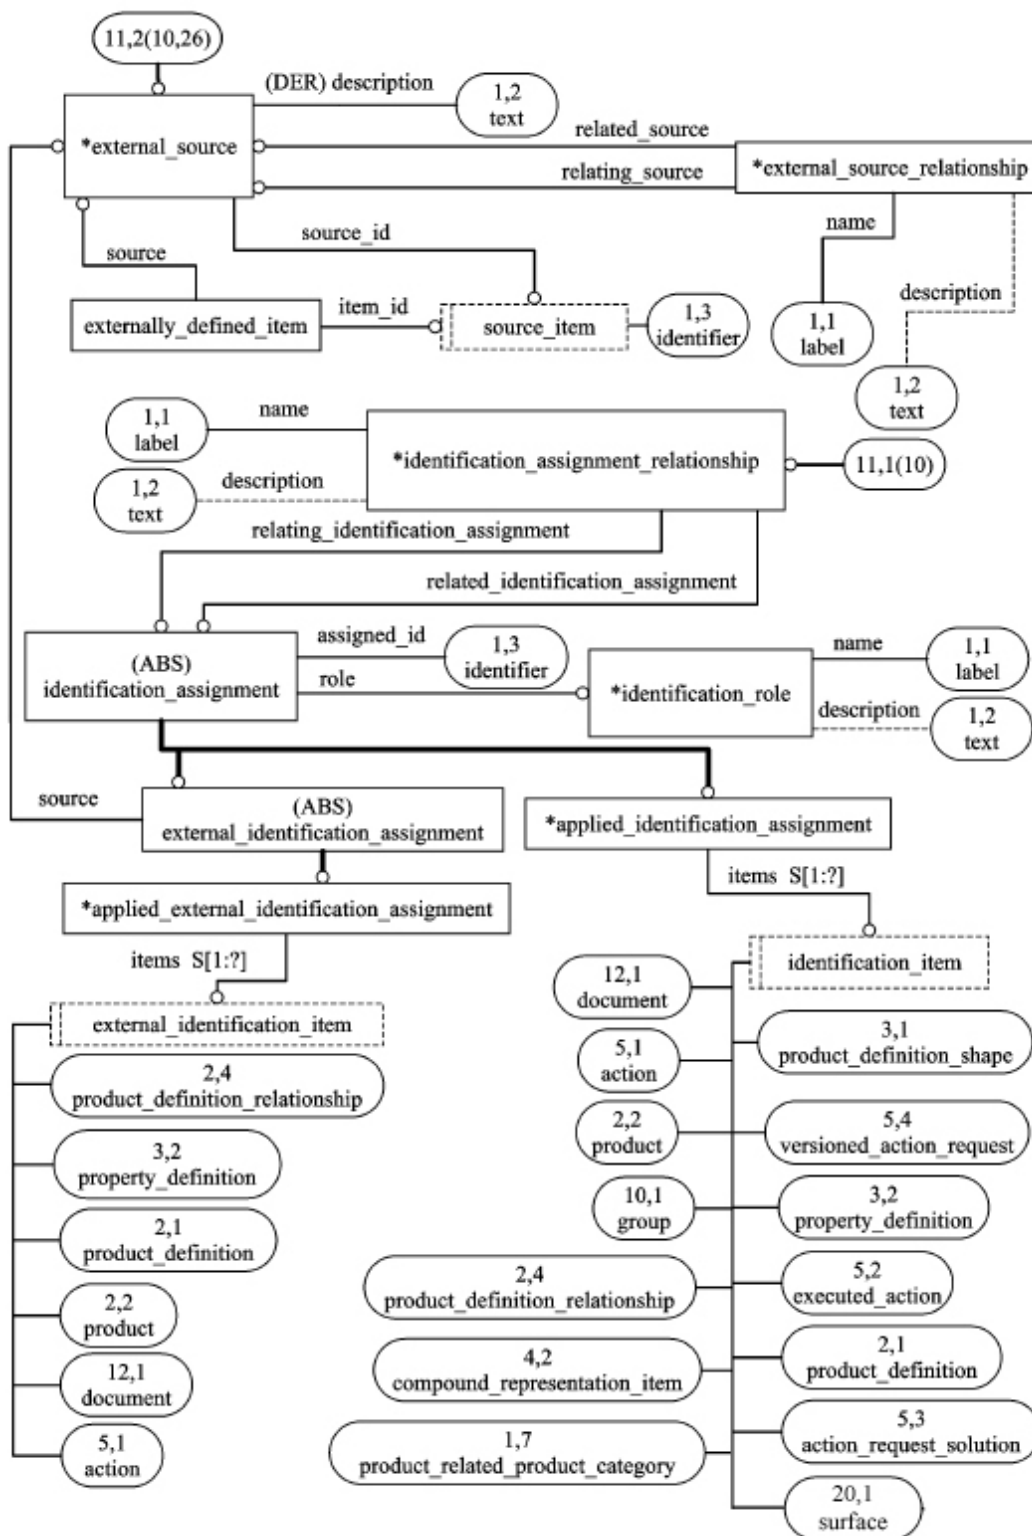 11,2(10,26)
(DER) description
1,2
text
*external_source
related_source
*external_source_relationship
relating_source
source_id
name
source
description
externally_defined_item
item_id
source_item
1,3
identifier
1,1
label
1,2
text
name
1,1
label
*identification_assignment_relationship
11,1(10)
description
1,2
text
relating_identification_assignment
related_identification_assignment
(ABS)
identification_assignment
assigned_id
1,3
identifier
role
*identification_role
name
1,1
label
description
1,2
text
source
(ABS)
external_identification_assignment
*applied_identification_assignment
items S[1:?]
*applied_external_identification_assignment
items S[1:?]
identification_item
external_identification_item
12,1
document
3,1
product_definition_shape
5,1
action
2,4
product_definition_relationship
2,2
product
5,4
versioned_action_request
3,2
property_definition
10,1
group
3,2
property_definition
2,1
product_definition
2,4
product_definition_relationship
5,2
executed_action
2,2
product
4,2
compound_representation_item
2,1
product_definition
12,1
document
1,7
product_related_product_category
5,3
action_request_solution
5,1
action
20,1
surface